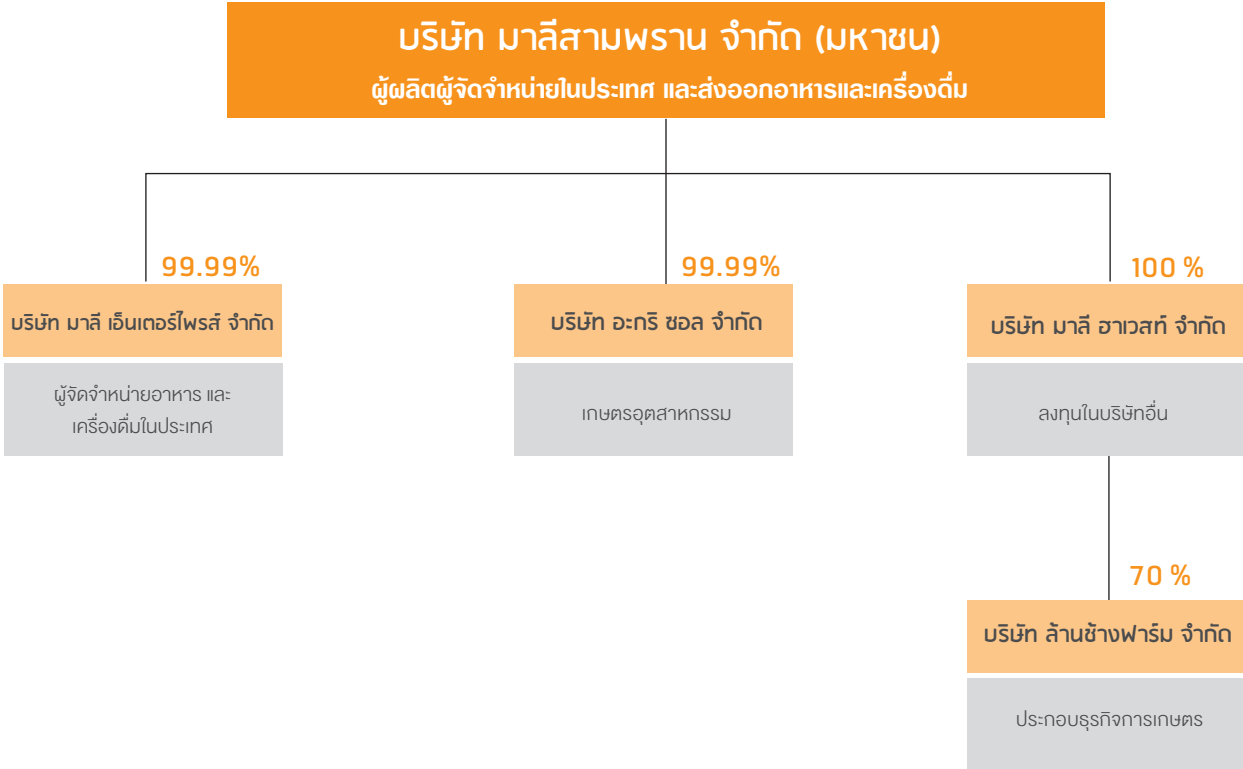 บริษัท มาลีสามพราน จำกัด (มหาชน)
ผู้ผลิตผู้จัดจำหน่ายในประเทศ และส่งออกอาหารและเครื่องดื่ม
99.99%
99.99%
100 %
บริษัท มาลี เอ็นเตอร์ไพรส์ จำกัด
บริษัท อะกริ ซอล จำกัด
บริษัท มาลี ฮาเวสท์ จำกัด
ผู้จัดจำหน่ายอาหาร และ
เครื่องดื่มในประเทศ
เกษตรอุตสาหกรรม
ลงทุนในบริษัทอื่น
70 %
บริษัท ล้านช้างฟาร์ม จำกัด
ประกอบธุรกิจการเกษตร